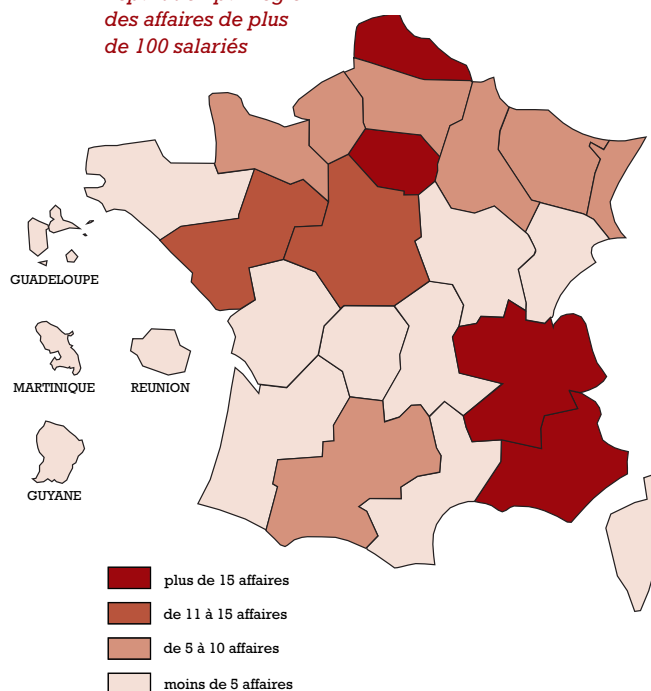 des affaires de plus
de 100 salariés
GUADELOUPE
MARTINIQUE
REUNION
GUYANE
plus de 15 affaires
de 11 à 15 affaires
de 5 à 10 affaires
moins de 5 affaires